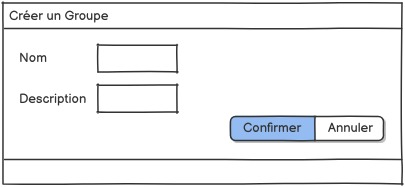 Créer un Groupe
Nom
Description
Confirmer Annuler